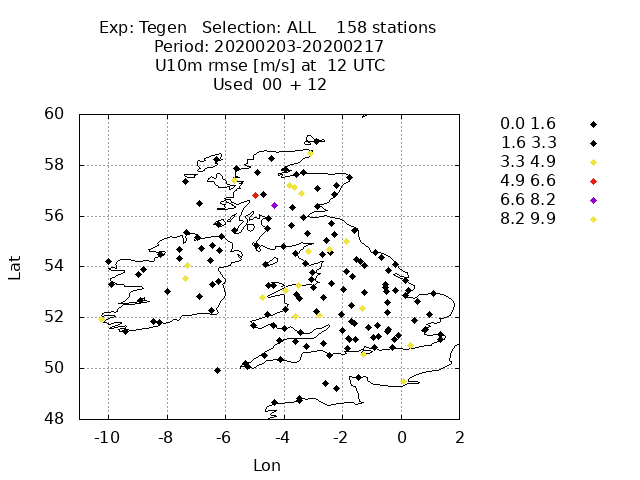 Exp: Tegen   Selection: ALL    158 stations
Period: 20200203-20200217
U10m rmse [m/s] at  12 UTC
Used  00 + 12
60
58
56
54
52
50
48
Lat
-10 -8 -6 -4 -2 0 2
Lon
0.0 1.6
1.6 3.3
3.3 4.9
4.9 6.6
6.6 8.2
8.2 9.9